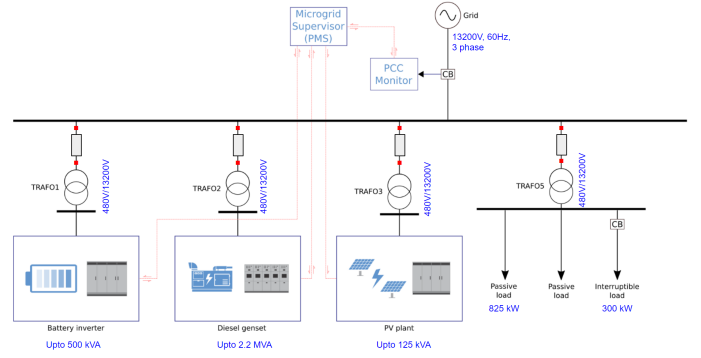 Microgrid
Supervisor
(PMS)
Grid
13200V, 60Hz,
3 phase
PCC
Monitor
CB
TRAFO1
480V/13200V
TRAFO2
480V/13200V
TRAFO3
480V/13200V
TRAFO5
480V/13200V
CB
Passive
load
825 kW
Passive
load
Interruptible
load
300 kW
Battery inverter
Upto 500 kVA
Diesel genset
Upto 2.2 MVA
PV plant
Upto 125 kVA